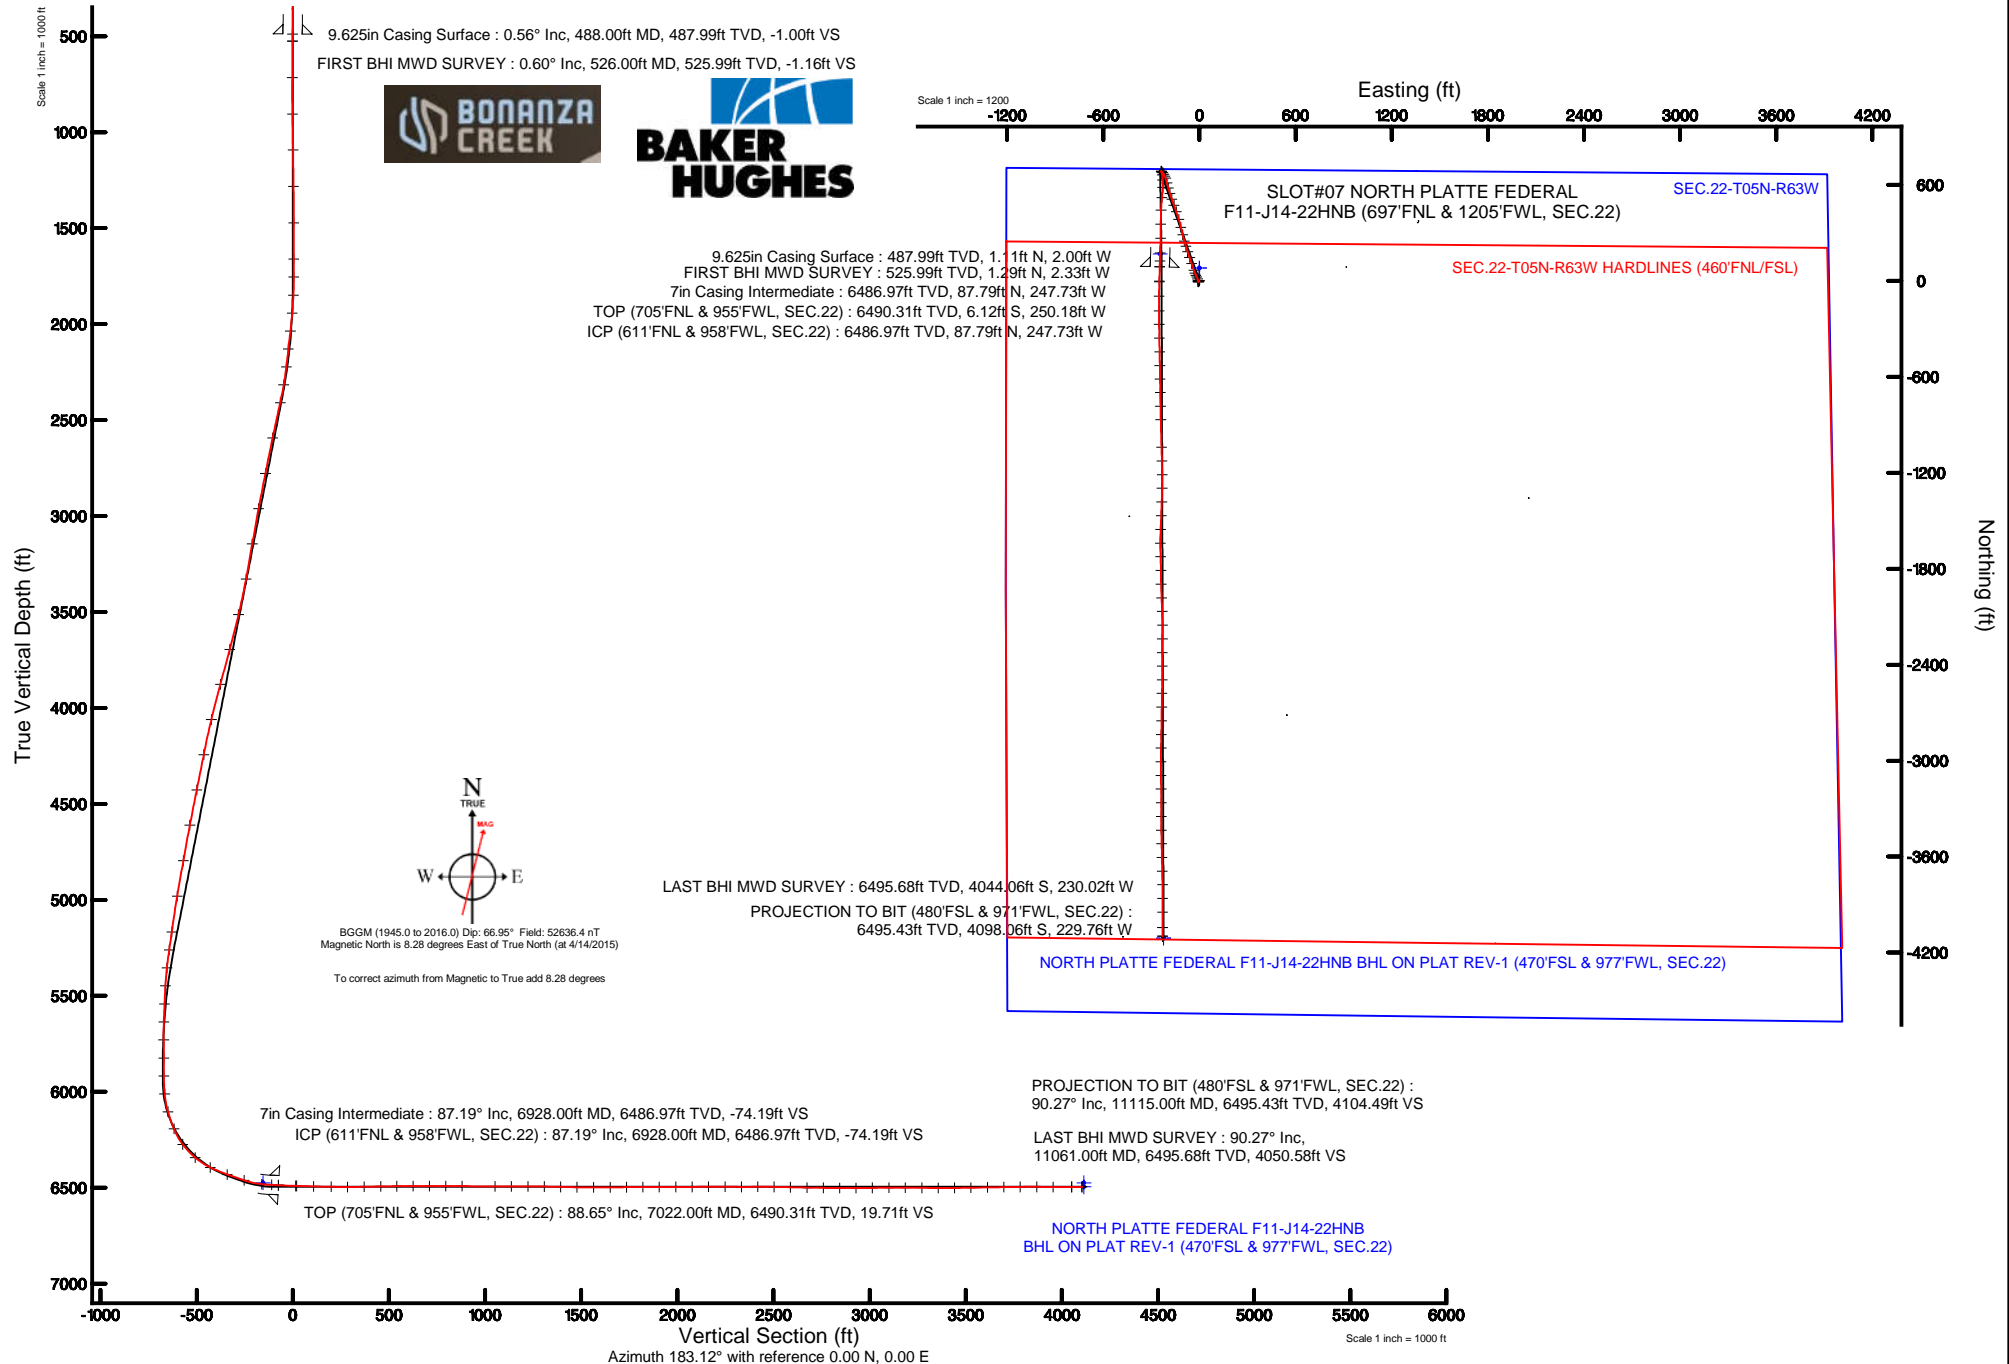 Scale 1 inch = 1000 ft
9.625in Casing Surface : 0.56° Inc, 488.00ft MD, 487.99ft TVD, -1.00ft VS
FIRST BHI MWD SURVEY : 0.60° Inc, 526.00ft MD, 525.99ft TVD, -1.16ft VS
BONANZA
CREEK
BAKER
HUGHES
Easting (ft)
Scale 1 inch = 1200
-1200 -600 0 600 1200 1800 2400 3000 3600 4200
SLOT#07 NORTH PLATTE FEDERAL
F11-J14-22HNB (697'FNL & 1205'FWL, SEC.22)
SEC.22-T05N-R63W
SEC.22-T05N-R63W HARDLINES (460'FNL/FSL)
9.625in Casing Surface : 487.99ft TVD, 1.11ft N, 2.00ft W
FIRST BHI MWD SURVEY : 525.99ft TVD, 1.29ft N, 2.33ft W
7in Casing Intermediate : 6486.97ft TVD, 87.79ft N, 247.73ft W
TOP (705'FNL & 955'FWL, SEC.22) : 6490.31ft TVD, 6.12ft S, 250.18ft W
ICP (611'FNL & 958'FWL, SEC.22) : 6486.97ft TVD, 87.79ft N, 247.73ft W
600
0
-600
-1200
-1800
-2400
-3000
-3600
-4200
Northing (ft)
True Vertical Depth (ft)
500
1000
1500
2000
2500
3000
3500
4000
4500
5000
5500
6000
6500
7000
N
TRUE
MAG
W
E
BGGM (1945.0 to 2016.0) Dip: 66.95° Field: 52636.4 nT
Magnetic North is 8.28 degrees East of True North (at 4/14/2015)
To correct azimuth from Magnetic to True add 8.28 degrees
LAST BHI MWD SURVEY : 6495.68ft TVD, 4044.06ft S, 230.02ft W
PROJECTION TO BIT (480'FSL & 971'FWL, SEC.22) :
6495.43ft TVD, 4098.06ft S, 229.76ft W
NORTH PLATTE FEDERAL F11-J14-22HNB BHL ON PLAT REV-1 (470'FSL & 977'FWL, SEC.22)
7in Casing Intermediate : 87.19° Inc, 6928.00ft MD, 6486.97ft TVD, -74.19ft VS
ICP (611'FNL & 958'FWL, SEC.22) : 87.19° Inc, 6928.00ft MD, 6486.97ft TVD, -74.19ft VS
TOP (705'FNL & 955'FWL, SEC.22) : 88.65° Inc, 7022.00ft MD, 6490.31ft TVD, 19.71ft VS
PROJECTION TO BIT (480'FSL & 971'FWL, SEC.22) :
90.27° Inc, 11115.00ft MD, 6495.43ft TVD, 4104.49ft VS
LAST BHI MWD SURVEY : 90.27° Inc,
11061.00ft MD, 6495.68ft TVD, 4050.58ft VS
NORTH PLATTE FEDERAL F11-J14-22HNB
BHL ON PLAT REV-1 (470'FSL & 977'FWL, SEC.22)
-1000 -500 0 500 1000 1500 2000 2500 3000 3500 4000 4500 5000 5500 6000
Vertical Section (ft)
Scale 1 inch = 1000 ft
Azimuth 183.12° with reference 0.00 N, 0.00 E